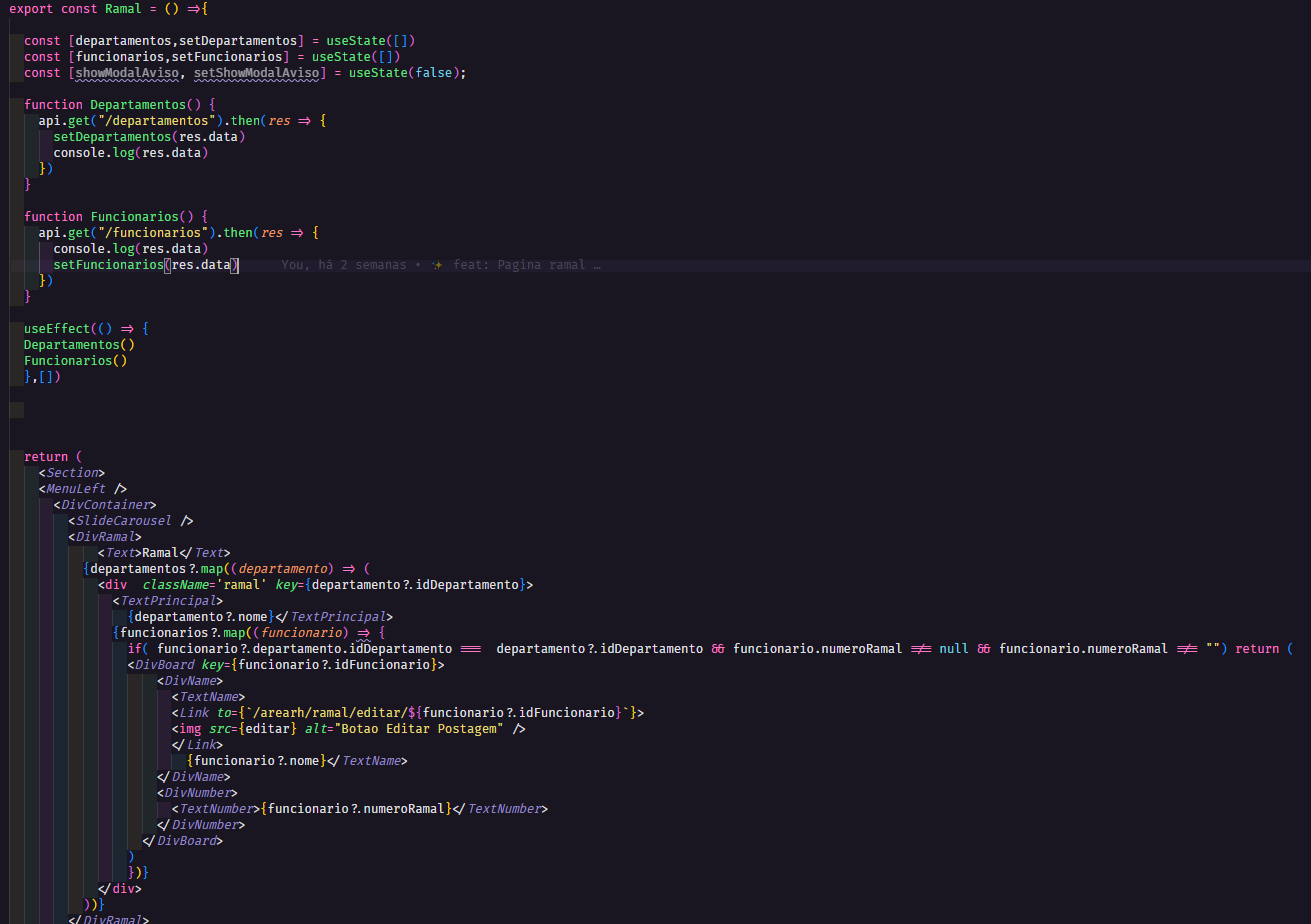 export const Ramal = () =>{
const [departamentos,setDepartamentos] = useState([])
const [funcionarios,setFuncionarios] = useState([])
const [showModalAviso, setShowModalAviso] = useState(false);
function Departamentos() {
api.get("/departamentos").then(res => {
setDepartamentos(res.data)
console.log(res.data)
})
}
function Funcionarios() {
api.get("/funcionarios").then(res => {
console.log(res.data)
setFuncionarios(res.data) You, há 2 semanas • ✨ feat: Pagina ramal …
})
}
useEffect(() => {
Departamentos()
Funcionarios()
},[])
return (
<Section>
<MenuLeft />
<DivContainer>
<SlideCarousel />
<DivRamal>
<Text>Ramal</Text>
{departamentos?.map((departamento) => (
<div  className='ramal' key={departamento?.idDepartamento}>
<TextPrincipal>
{departamento?.nome}</TextPrincipal>
{funcionarios?.map((funcionario) => {
if( funcionario?.departamento.idDepartamento ===  departamento?.idDepartamento && funcionario.numeroRamal !== null && funcionario.numeroRamal !== "") return (
<DivBoard key={funcionario?.idFuncionario}>
<DivName>
<TextName>
<Link to={`/arearh/ramal/editar/${funcionario?.idFuncionario}`}>
<img src={editar} alt="Botao Editar Postagem" />
</Link>
{funcionario?.nome}</TextName>
</DivName>
<DivNumber>
<TextNumber>{funcionario?.numeroRamal}</TextNumber>
</DivNumber>
</DivBoard>
)
})}
</div>
))}
</DivRamal>